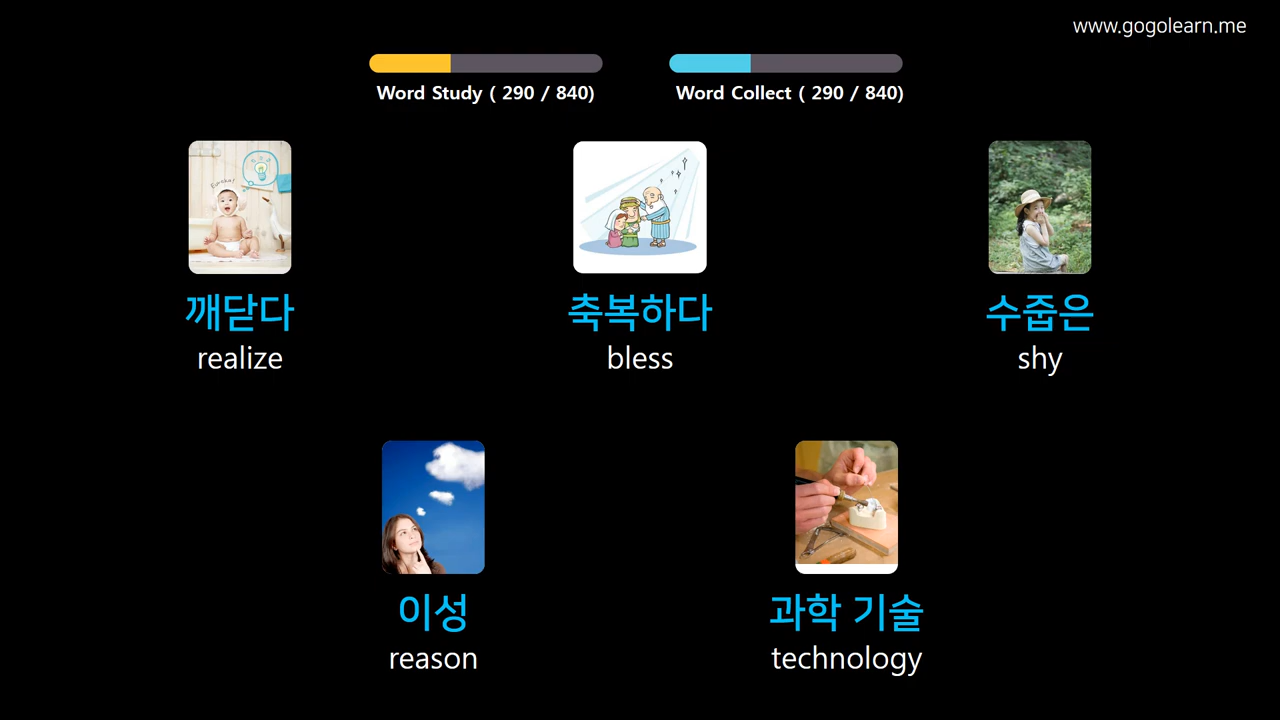 www.gogolearn.me
Word Study ( 290 / 840)
Word Collect ( 290 / 840)
Eureka!
깨닫다
realize
축복하다
bless
수줍은
shy
이성
reason
과학 기술
technology